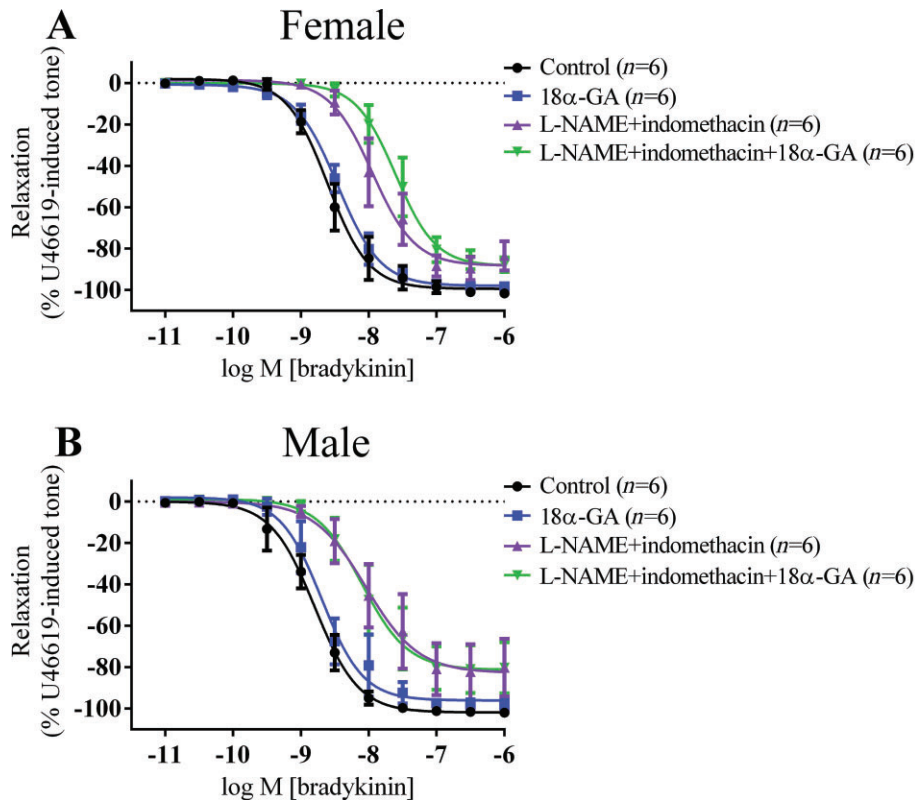 A
Female
Relaxation
(% U46619-induced tone)
0
-20
-40
-60
-80
-100
-11
-10
-9
-8
-7
-6
log M [bradykinin]
Control (n=6)
18α-GA (n=6)
L-NAME+indomethacin (n=6)
L-NAME+indomethacin+18α-GA (n=6)
B
Male
Relaxation
(% U46619-induced tone)
0
-20
-40
-60
-80
-100
-11
-10
-9
-8
-7
-6
log M [bradykinin]
Control (n=6)
18α-GA (n=6)
L-NAME+indomethacin (n=6)
L-NAME+indomethacin+18α-GA (n=6)